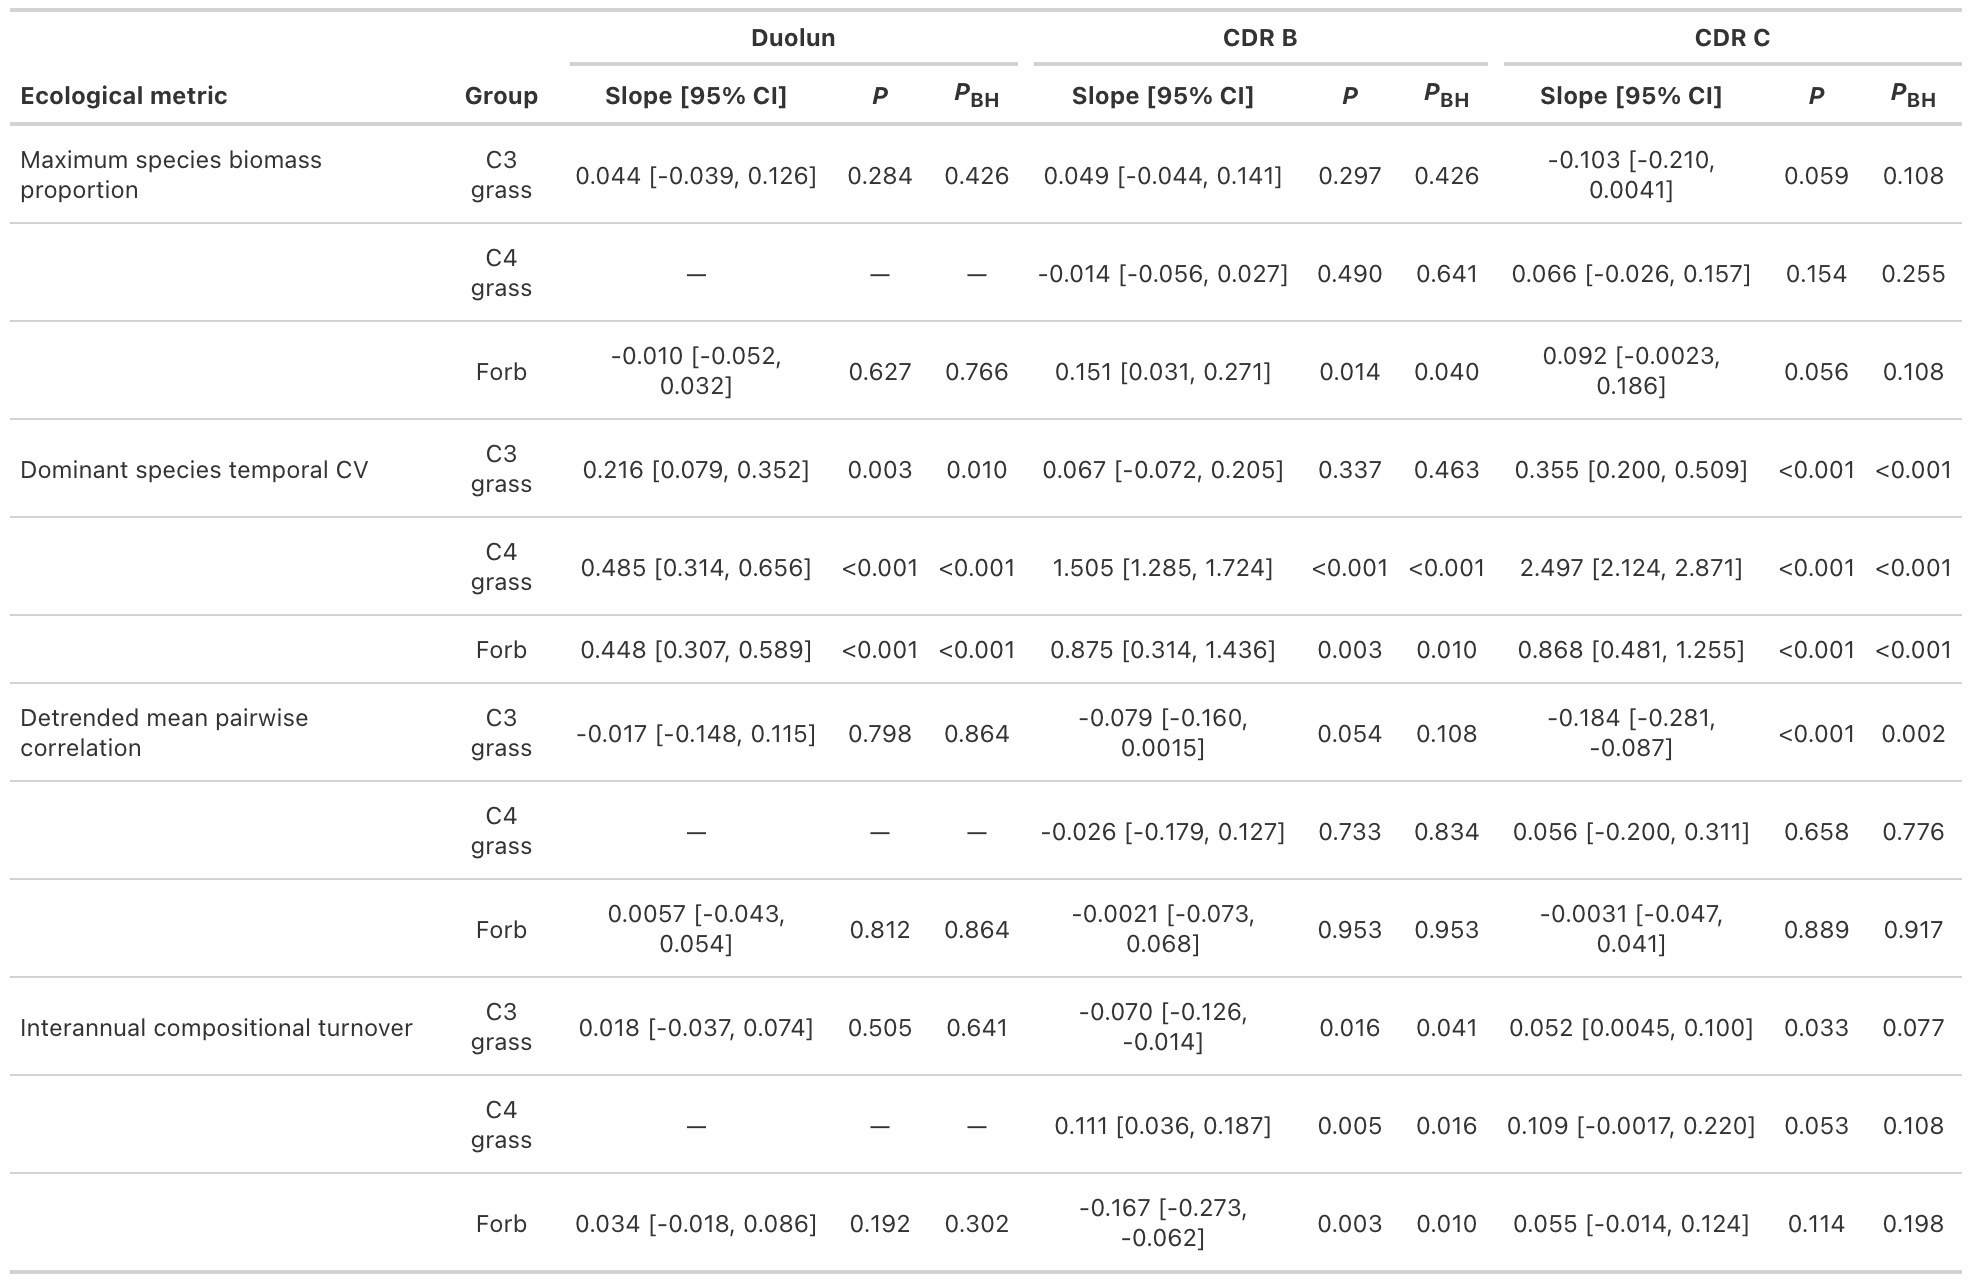 Duolun CDR B CDR C
Ecological metric Group Slope [95% CI] P PBH Slope [95% CI] P PBH Slope [95% CI] P PBH
Maximum species biomass proportion C3 grass 0.044 [-0.039, 0.126] 0.284 0.426 0.049 [-0.044, 0.141] 0.297 0.426 -0.103 [-0.210, 0.0041] 0.059 0.108
C4 grass — — — -0.014 [-0.056, 0.027] 0.490 0.641 0.066 [-0.026, 0.157] 0.154 0.255
Forb -0.010 [-0.052, 0.032] 0.627 0.766 0.151 [0.031, 0.271] 0.014 0.040 0.092 [-0.0023, 0.186] 0.056 0.108
Dominant species temporal CV C3 grass 0.216 [0.079, 0.352] 0.003 0.010 0.067 [-0.072, 0.205] 0.337 0.463 0.355 [0.200, 0.509] <0.001 <0.001
C4 grass 0.485 [0.314, 0.656] <0.001 <0.001 1.505 [1.285, 1.724] <0.001 <0.001 2.497 [2.124, 2.871] <0.001 <0.001
Forb 0.448 [0.307, 0.589] <0.001 <0.001 0.875 [0.314, 1.436] 0.003 0.010 0.868 [0.481, 1.255] <0.001 <0.001
Detrended mean pairwise correlation C3 grass -0.017 [-0.148, 0.115] 0.798 0.864 -0.079 [-0.160, 0.0015] 0.054 0.108 -0.184 [-0.281, -0.087] <0.001 0.002
C4 grass — — — -0.026 [-0.179, 0.127] 0.733 0.834 0.056 [-0.200, 0.311] 0.658 0.776
Forb 0.0057 [-0.043, 0.054] 0.812 0.864 -0.0021 [-0.073, 0.068] 0.953 0.953 -0.0031 [-0.047, 0.041] 0.889 0.917
Interannual compositional turnover C3 grass 0.018 [-0.037, 0.074] 0.505 0.641 -0.070 [-0.126, -0.014] 0.016 0.041 0.052 [0.0045, 0.100] 0.033 0.077
C4 grass — — — 0.111 [0.036, 0.187] 0.005 0.016 0.109 [-0.0017, 0.220] 0.053 0.108
Forb 0.034 [-0.018, 0.086] 0.192 0.302 -0.167 [-0.273, -0.062] 0.003 0.010 0.055 [-0.014, 0.124] 0.114 0.198